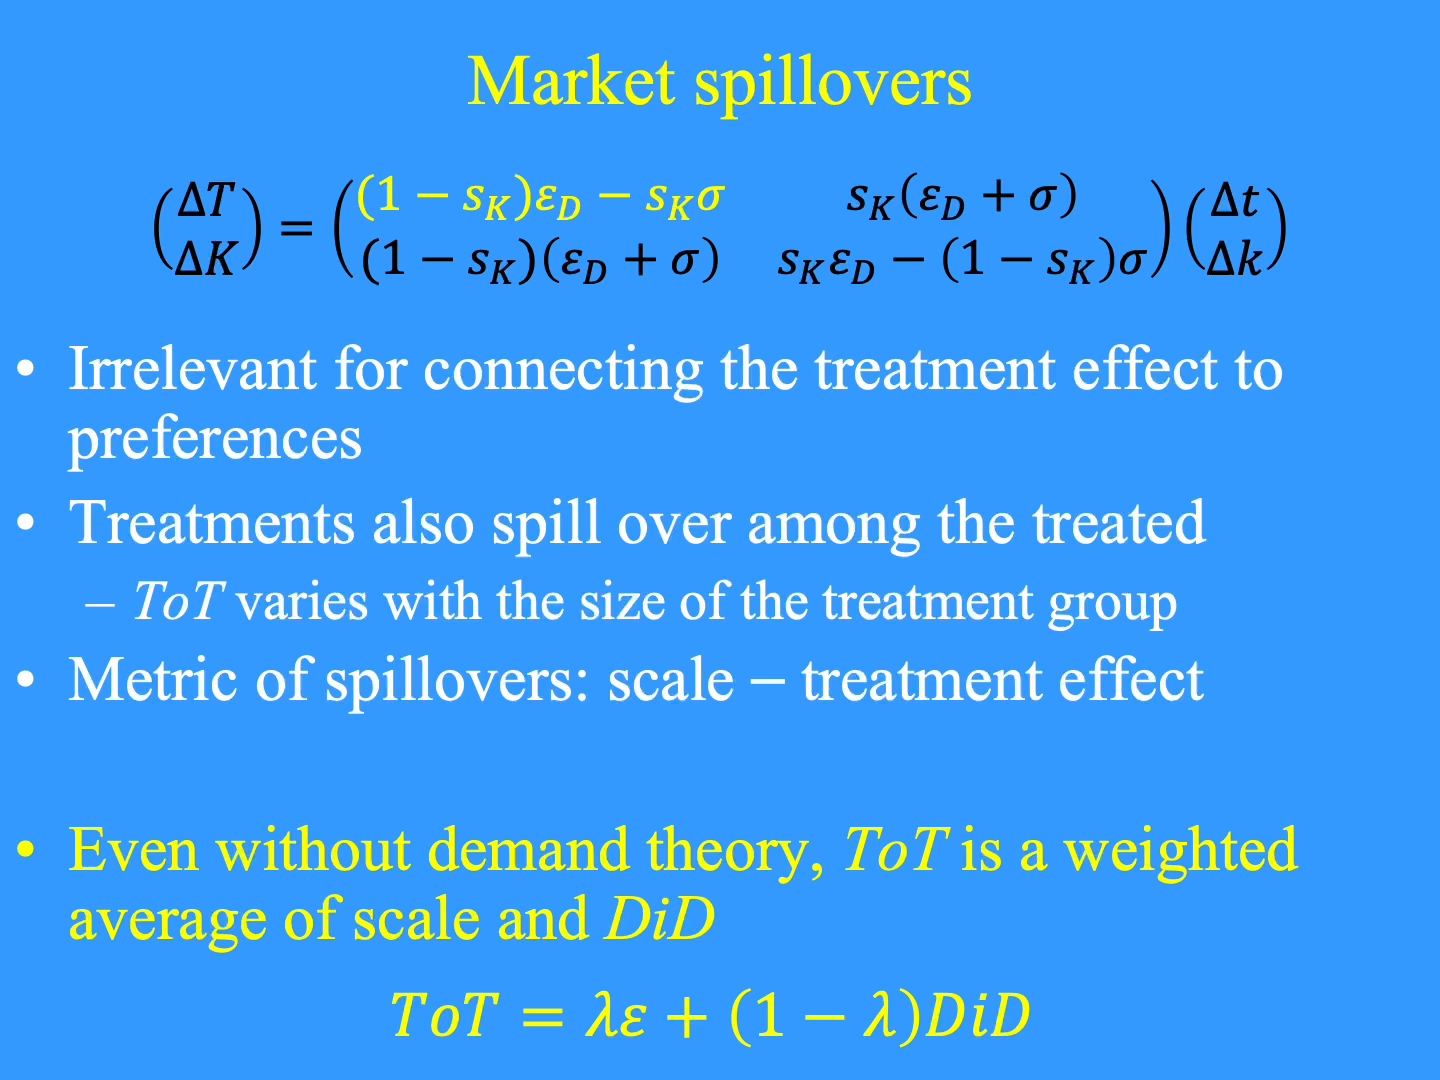 Market spillovers
(ΔT ΔK) = ((1 − s_K)ε_D − s_Kσ   s_K(ε_D + σ)
(1 − s_K)(ε_D + σ)   s_Kε_D − (1 − s_K)σ) (Δt Δk)
• Irrelevant for connecting the treatment effect to
preferences
• Treatments also spill over among the treated
– ToT varies with the size of the treatment group
• Metric of spillovers: scale – treatment effect
• Even without demand theory, ToT is a weighted
average of scale and DiD
ToT = λε + (1 − λ)DiD